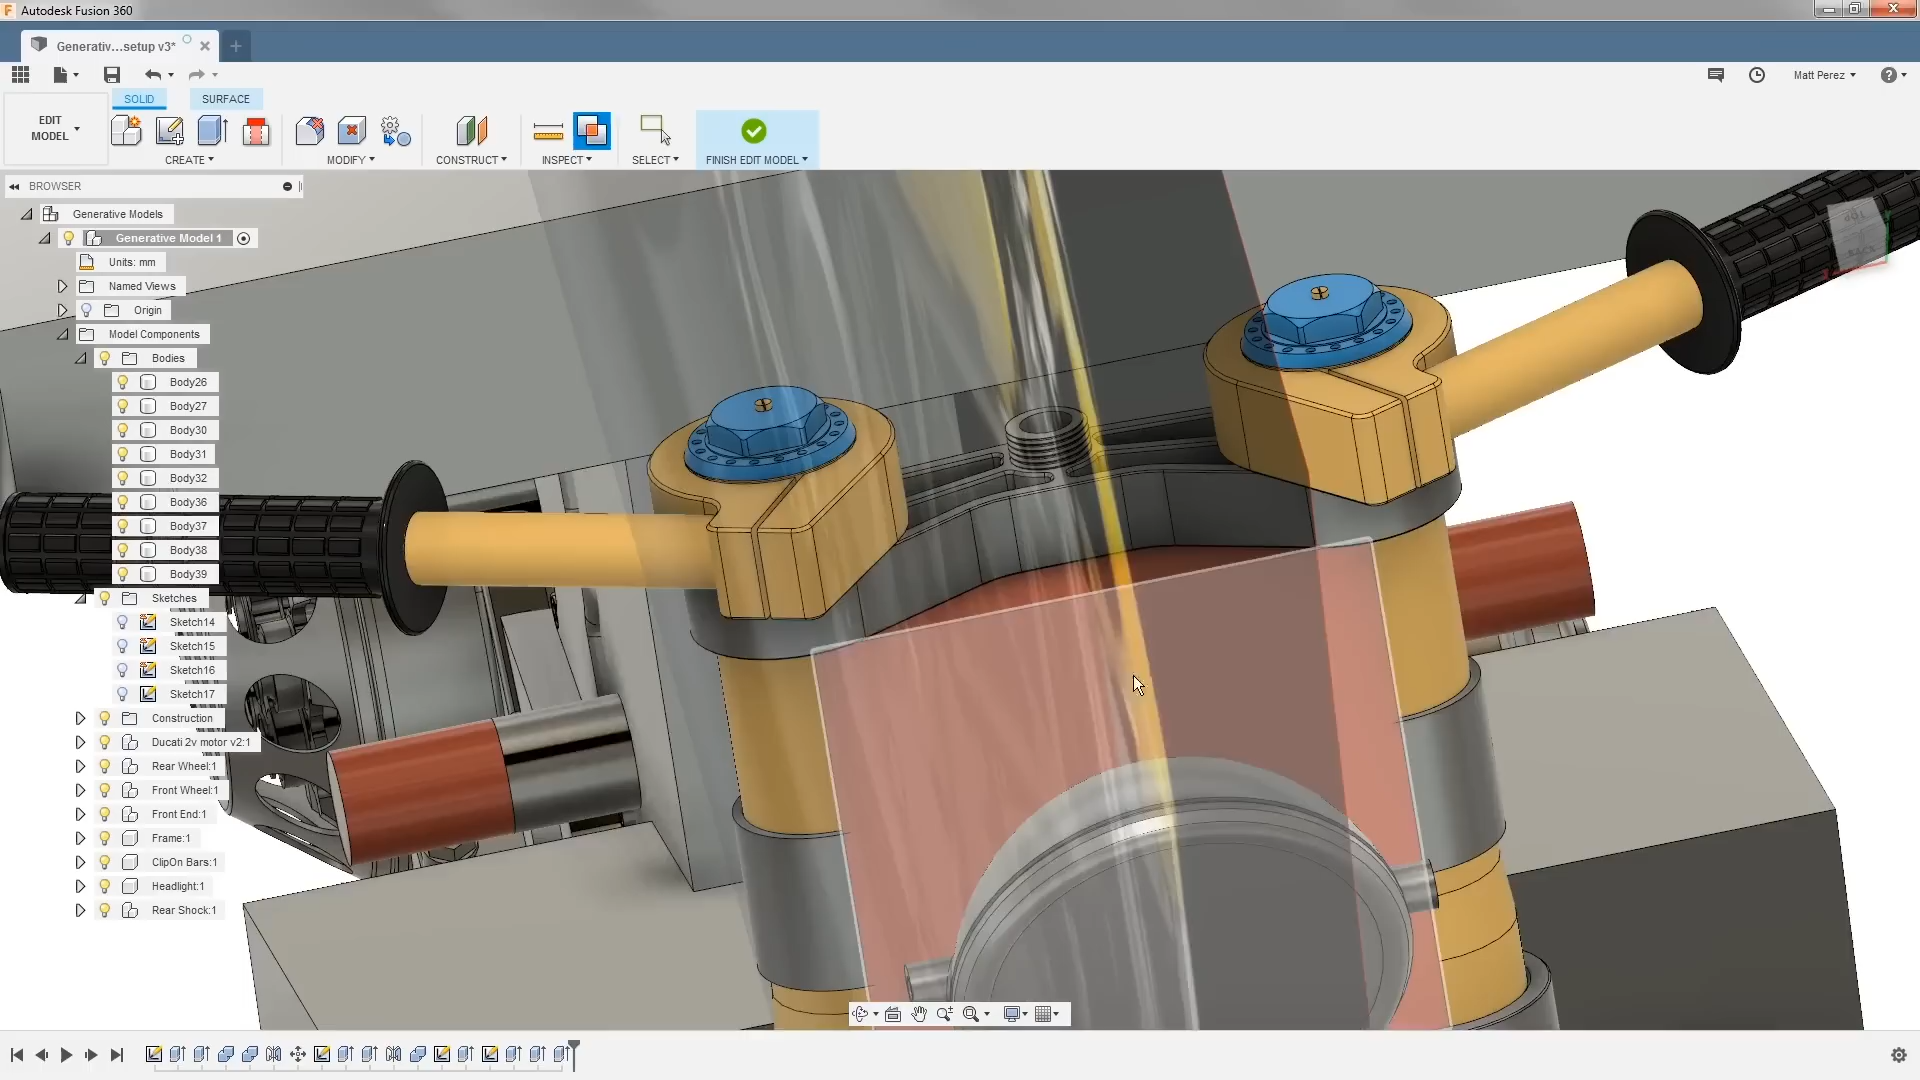 Autodesk Fusion 360
Generativ...setup v3*
Matt Perez
SOLID
SURFACE
EDIT
MODEL
CREATE
MODIFY
CONSTRUCT
INSPECT
SELECT
FINISH EDIT MODEL
BROWSER
Generative Models
Generative Model 1
Units: mm
Named Views
Origin
Model Components
Bodies
Body26
Body27
Body30
Body31
Body32
Body36
Body37
Body38
Body39
Sketches
Sketch14
Sketch15
Sketch16
Sketch17
Construction
Ducati 2v motor v2:1
Rear Wheel:1
Front Wheel:1
Front End:1
Frame:1
ClipOn Bars:1
Headlight:1
Rear Shock:1